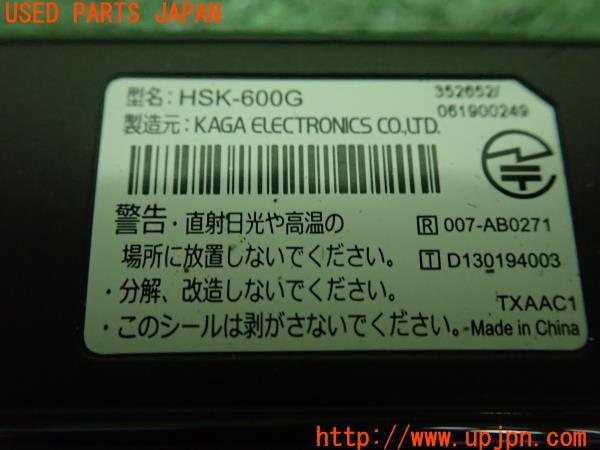 USED PARTS JAPAN
型名: HSK-600G
352652/
061900249
製造元: KAGA ELECTRONICS CO.,LTD.
警告・直射日光や高温の
場所に放置しないでください。
・分解、改造しないでください。
・このシールは剥がさないでください。
R 007-AB0271
T D130194003
TXAAC1
Made in China
http://www.upjpn.com/